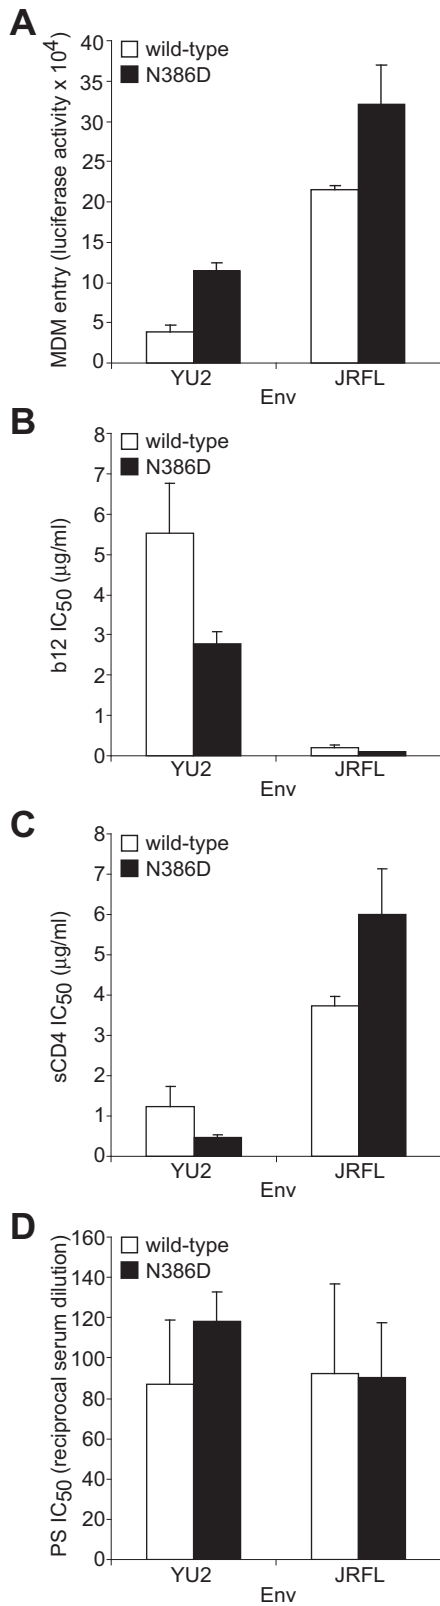 A
MDM entry (luciferase activity x 10⁴)
40
35
30
25
20
15
10
5
0
wild-type
N386D
YU2 JRFL
Env
B
b12 IC50 (μg/ml)
8
7
6
5
4
3
2
1
0
wild-type
N386D
YU2 JRFL
Env
C
sCD4 IC50 (μg/ml)
8
7
6
5
4
3
2
1
0
wild-type
N386D
YU2 JRFL
Env
D
PS IC50 (reciprocal serum dilution)
160
140
120
100
80
60
40
20
0
wild-type
N386D
YU2 JRFL
Env